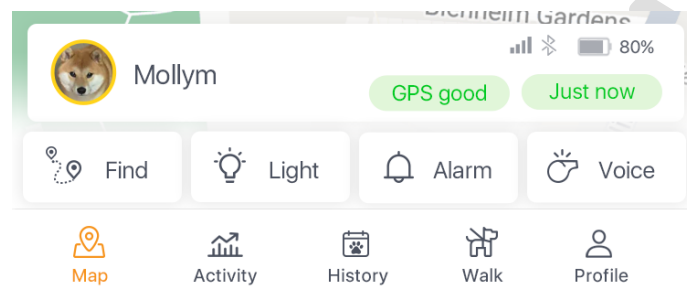 Blenheim Gardens
80%
Mollym
GPS good
Just now
Find
Light
Alarm
Voice
Map
Activity
History
Walk
Profile